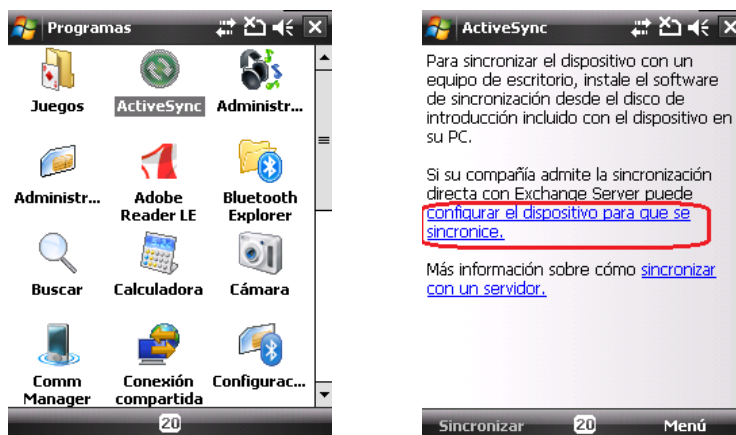 Programas
Juegos
ActiveSync
Administr...
Administr...
Adobe
Reader LE
Bluetooth
Explorer
Buscar
Calculadora
Cámara
Comm
Manager
Conexión
compartida
Configurac...
20
ActiveSync
Para sincronizar el dispositivo con un
equipo de escritorio, instale el software
de sincronización desde el disco de
introducción incluido con el dispositivo en
su PC.
Si su compañía admite la sincronización
directa con Exchange Server puede
configurar el dispositivo para que se
sincronice.
Más información sobre cómo sincronizar
con un servidor.
Sincronizar
20
Menú